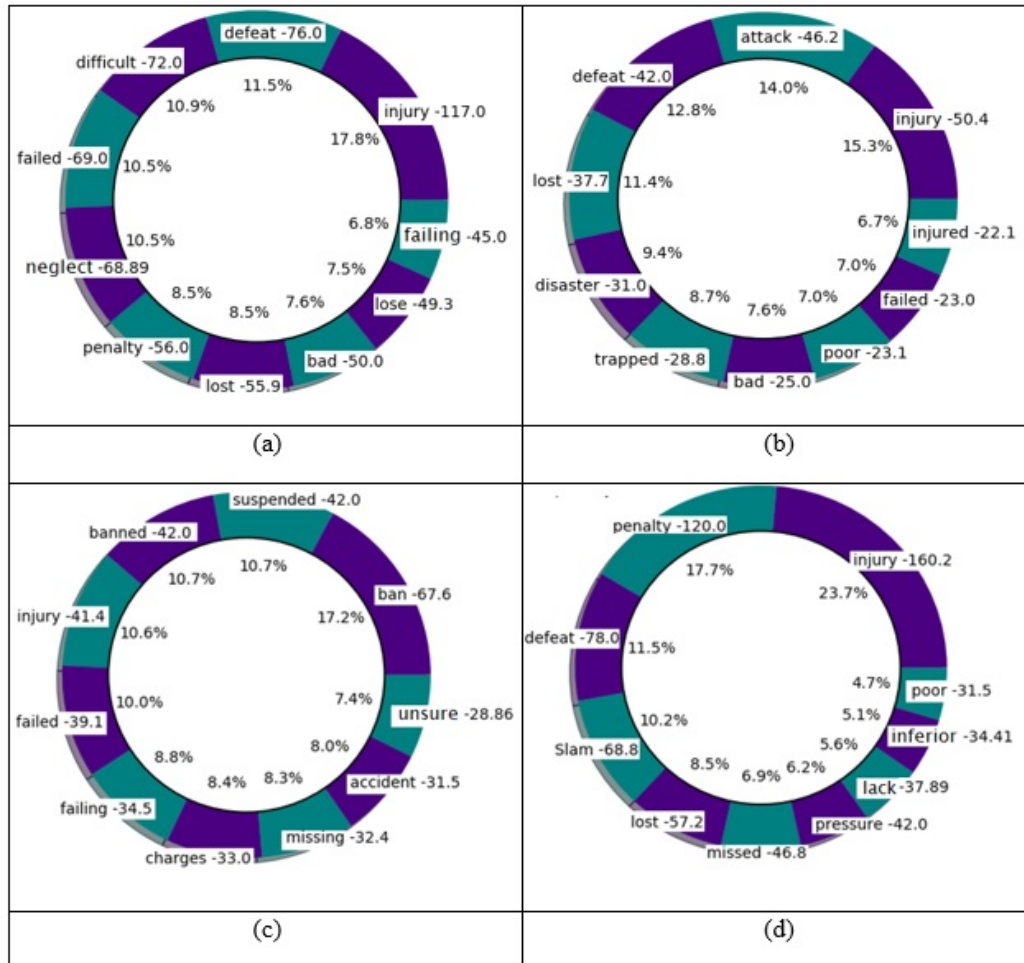 defeat -76.0
difficult -72.0
11.5%
10.9%
injury -117.0
17.8%
failed -69.0
10.5%
6.8%
failing -45.0
10.5%
neglect -68.89
7.5%
8.5%
7.6%
lose -49.3
8.5%
penalty -56.0
bad -50.0
lost -55.9
(a)
attack -46.2
defeat -42.0
14.0%
12.8%
injury -50.4
15.3%
lost -37.7
11.4%
6.7%
injured -22.1
9.4%
7.0%
disaster -31.0
8.7%
7.0%
failed -23.0
7.6%
trapped -28.8
poor -23.1
bad -25.0
(b)
suspended -42.0
banned -42.0
10.7%
10.7%
ban -67.6
17.2%
injury -41.4
10.6%
7.4%
10.0%
unsure -28.86
failed -39.1
8.0%
8.8%
8.3%
accident -31.5
8.4%
failing -34.5
missing -32.4
charges -33.0
(c)
penalty -120.0
17.7%
injury -160.2
23.7%
defeat -78.0
11.5%
4.7%
poor -31.5
10.2%
5.1%
inferior -34.41
Slam -68.8
5.6%
8.5%
6.2%
6.9%
lack -37.89
lost -57.2
pressure -42.0
missed -46.8
(d)